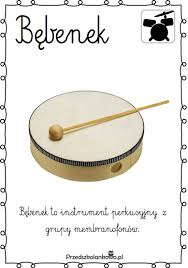 Bębenek
Bębenek to instrument perkusyjny z
grupy membranofonów.
Przedszkolankowo.pl